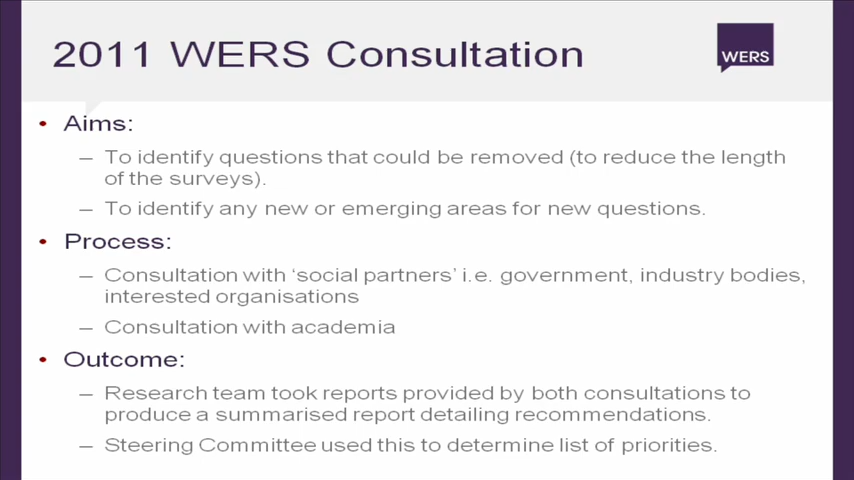 2011 WERS Consultation
WERS
• Aims:
– To identify questions that could be removed (to reduce the length
of the surveys).
– To identify any new or emerging areas for new questions.
• Process:
– Consultation with ‘social partners’ i.e. government, industry bodies,
interested organisations
– Consultation with academia
• Outcome:
– Research team took reports provided by both consultations to
produce a summarised report detailing recommendations.
– Steering Committee used this to determine list of priorities.